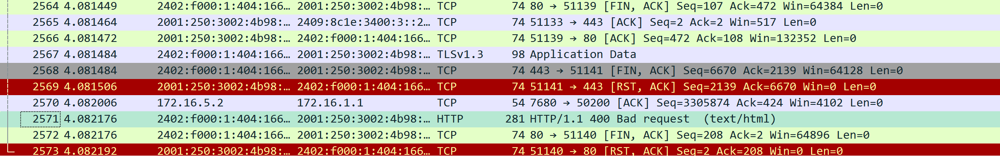 2564 4.081449 2402:f000:1:404:166… 2001:250:3002:4b98:… TCP 74 80 → 51139 [FIN, ACK] Seq=107 Ack=472 Win=64384 Len=0
2565 4.081464 2001:250:3002:4b98:… 2409:8c1e:3400:3::2… TCP 74 51133 → 443 [ACK] Seq=2 Ack=2 Win=517 Len=0
2566 4.081472 2001:250:3002:4b98:… 2402:f000:1:404:166… TCP 74 51139 → 80 [ACK] Seq=472 Ack=108 Win=132352 Len=0
2567 4.081484 2402:f000:1:404:166… 2001:250:3002:4b98:… TLSv1.3 98 Application Data
2568 4.081484 2402:f000:1:404:166… 2001:250:3002:4b98:… TCP 74 443 → 51141 [FIN, ACK] Seq=6670 Ack=2139 Win=64128 Len=0
2569 4.081506 2001:250:3002:4b98:… 2402:f000:1:404:166… TCP 74 51141 → 443 [RST, ACK] Seq=2139 Ack=6670 Win=0 Len=0
2570 4.082006 172.16.5.2 172.16.1.1 TCP 54 7680 → 50200 [ACK] Seq=3305874 Ack=424 Win=4102 Len=0
2571 4.082176 2402:f000:1:404:166… 2001:250:3002:4b98:… HTTP 281 HTTP/1.1 400 Bad request (text/html)
2572 4.082176 2402:f000:1:404:166… 2001:250:3002:4b98:… TCP 74 80 → 51140 [FIN, ACK] Seq=208 Ack=2 Win=64896 Len=0
2573 4.082192 2001:250:3002:4b98:… 2402:f000:1:404:166… TCP 74 51140 → 80 [RST, ACK] Seq=2 Ack=208 Win=0 Len=0